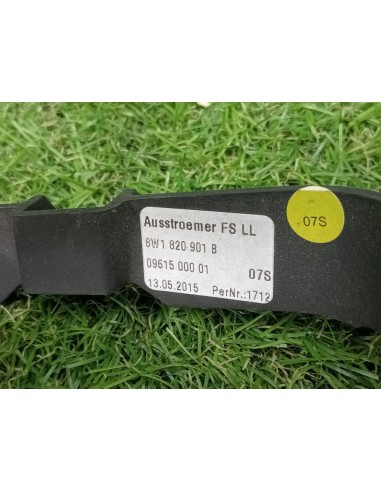 Ausstroemer FS LL
8W1 820 901 B
09615 000 01 07S
13.05.2015 PerNr.:1712
07S